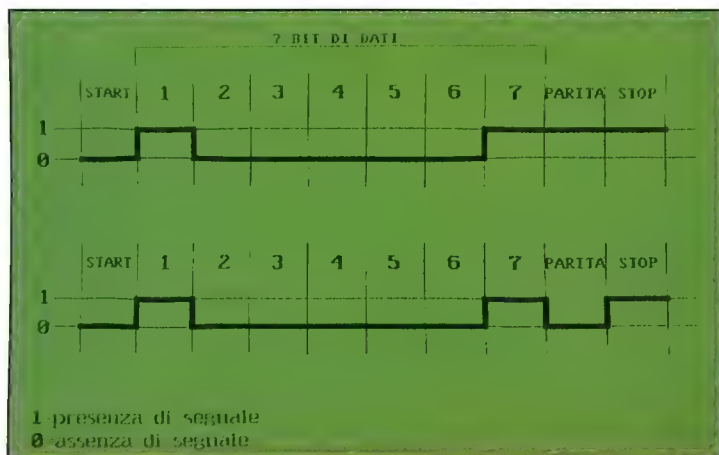 7 BIT DI DATI
START 1 2 3 4 5 6 7 PARITA STOP
1
0
START 1 2 3 4 5 6 7 PARITA STOP
1
0
1 presenza di segnale
0 assenza di segnale